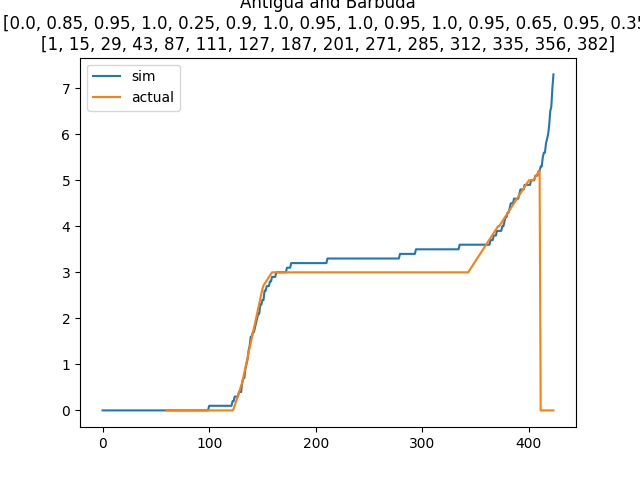 Antigua and Barbuda
[0.0, 0.85, 0.95, 1.0, 0.25, 0.9, 1.0, 0.95, 1.0, 0.95, 1.0, 0.95, 0.65, 0.95, 0.35
[1, 15, 29, 43, 87, 111, 127, 187, 201, 271, 285, 312, 335, 356, 382]
sim
actual
7
6
5
4
3
2
1
0
0 100 200 300 400